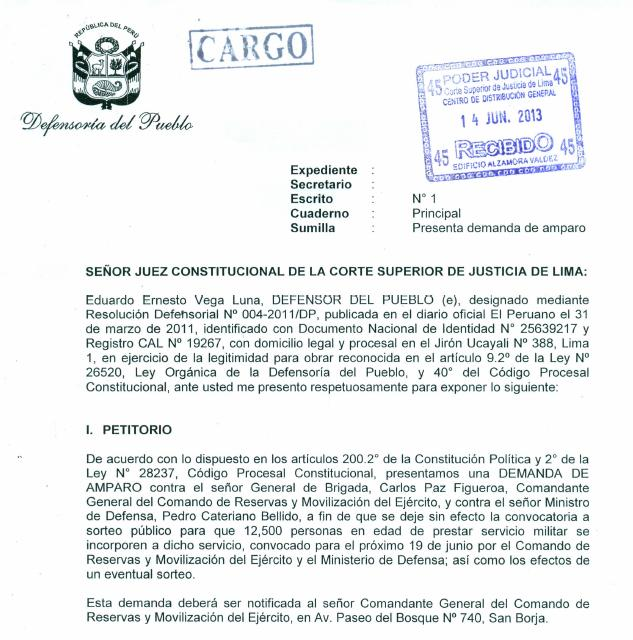 REPÚBLICA DEL PERÚ
Defensoría del Pueblo
CARGO
PODER JUDICIAL
45 Corte Superior de Justicia de Lima 45
CENTRO DE DISTRIBUCIÓN GENERAL
14 JUN. 2013
45 RECIBIDO 45
EDIFICIO ALZAMORA VALDEZ
Expediente :
Secretario :
Escrito : N° 1
Cuaderno : Principal
Sumilla : Presenta demanda de amparo
SEÑOR JUEZ CONSTITUCIONAL DE LA CORTE SUPERIOR DE JUSTICIA DE LIMA:
Eduardo Ernesto Vega Luna, DEFENSOR DEL PUEBLO (e), designado mediante
Resolución Defensorial Nº 004-2011/DP, publicada en el diario oficial El Peruano el 31
de marzo de 2011, identificado con Documento Nacional de Identidad N° 25639217 y
Registro CAL Nº 19267, con domicilio legal y procesal en el Jirón Ucayali Nº 388, Lima
1, en ejercicio de la legitimidad para obrar reconocida en el artículo 9.2º de la Ley Nº
26520, Ley Orgánica de la Defensoría del Pueblo, y 40° del Código Procesal
Constitucional, ante usted me presento respetuosamente para exponer lo siguiente:
I. PETITORIO
De acuerdo con lo dispuesto en los artículos 200.2° de la Constitución Política y 2° de la
Ley N° 28237, Código Procesal Constitucional, presentamos una DEMANDA DE
AMPARO contra el señor General de Brigada, Carlos Paz Figueroa, Comandante
General del Comando de Reservas y Movilización del Ejército, y contra el señor Ministro
de Defensa, Pedro Cateriano Bellido, a fin de que se deje sin efecto la convocatoria a
sorteo público para que 12,500 personas en edad de prestar servicio militar se
incorporen a dicho servicio, convocado para el próximo 19 de junio por el Comando de
Reservas y Movilización del Ejército y el Ministerio de Defensa; así como los efectos de
un eventual sorteo.
Esta demanda deberá ser notificada al señor Comandante General del Comando de
Reservas y Movilización del Ejército, en Av. Paseo del Bosque N° 740, San Borja.